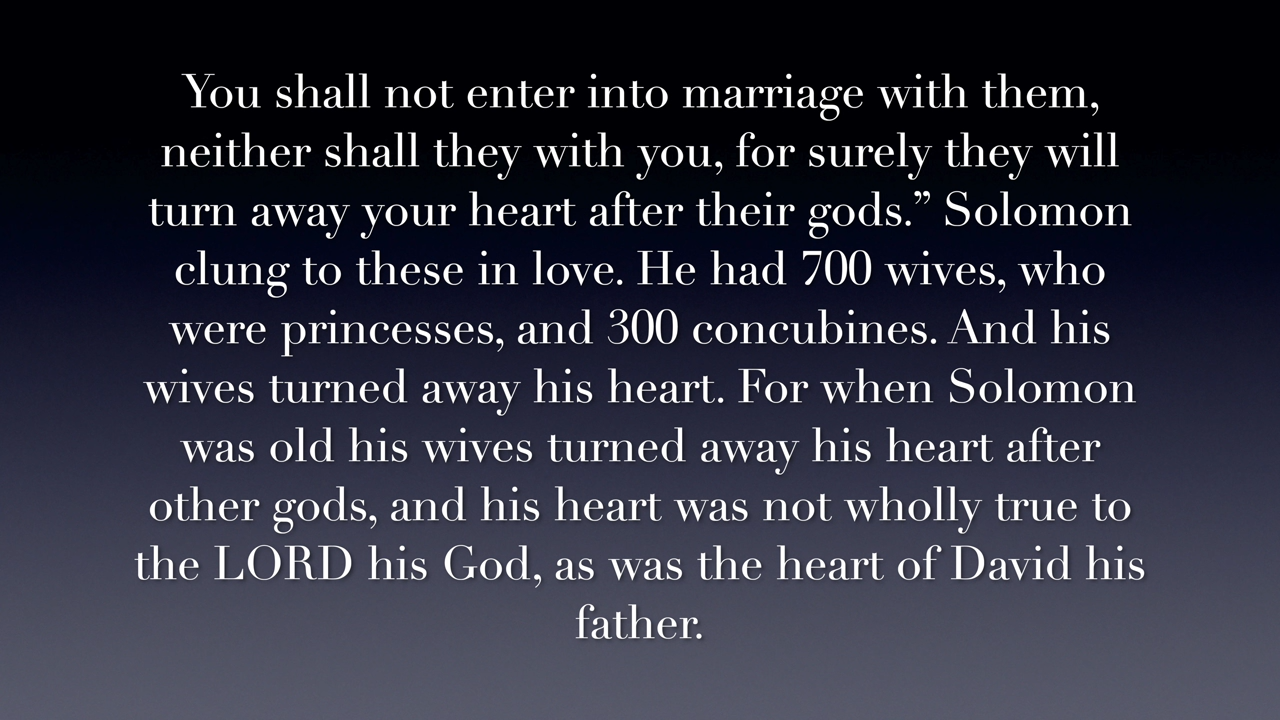 You shall not enter into marriage with them,
neither shall they with you, for surely they will
turn away your heart after their gods.” Solomon
clung to these in love. He had 700 wives, who
were princesses, and 300 concubines. And his
wives turned away his heart. For when Solomon
was old his wives turned away his heart after
other gods, and his heart was not wholly true to
the LORD his God, as was the heart of David his
father.